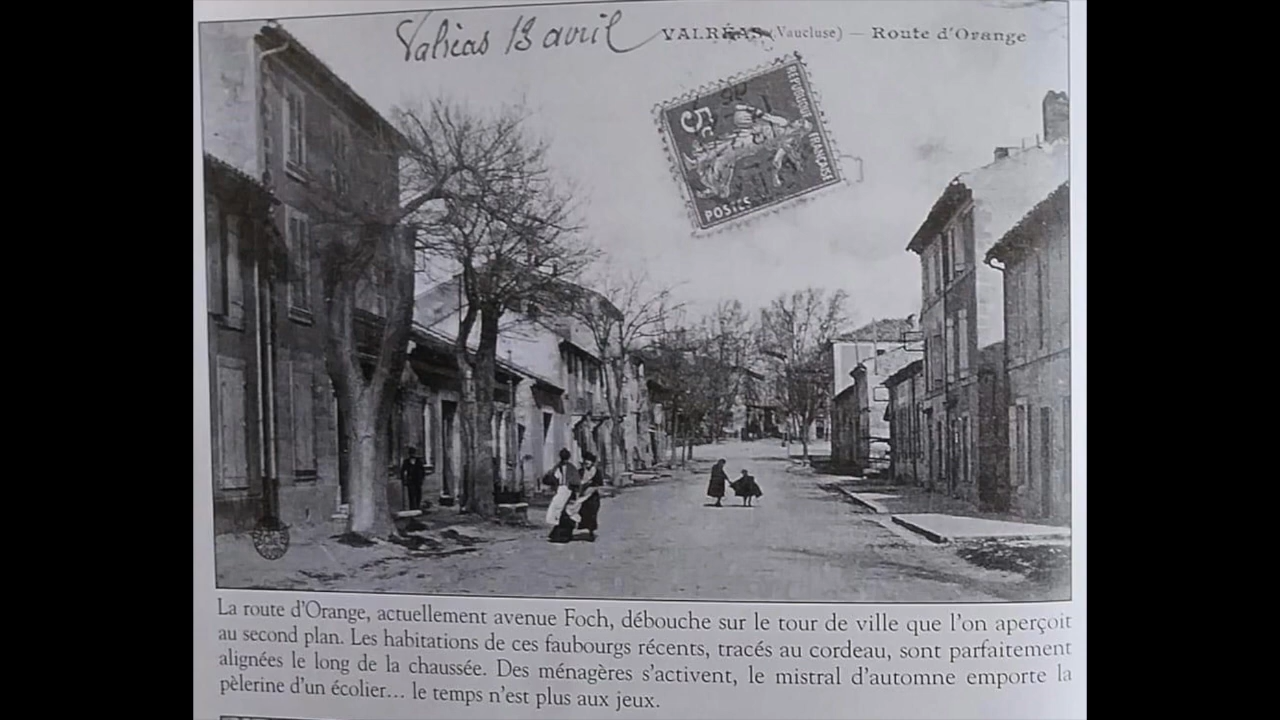 Valréas 13 avril
VALRÉAS (Vaucluse) — Route d'Orange
5c
REPUBLIQUE FRANÇAISE
POSTES
La route d'Orange, actuellement avenue Foch, débouche sur le tour de ville que l'on aperçoit
au second plan. Les habitations de ces faubourgs récents, tracés au cordeau, sont parfaitement
alignées le long de la chaussée. Des ménagères s'activent, le mistral d'automne emporte la
pèlerine d'un écolier... le temps n'est plus aux jeux.